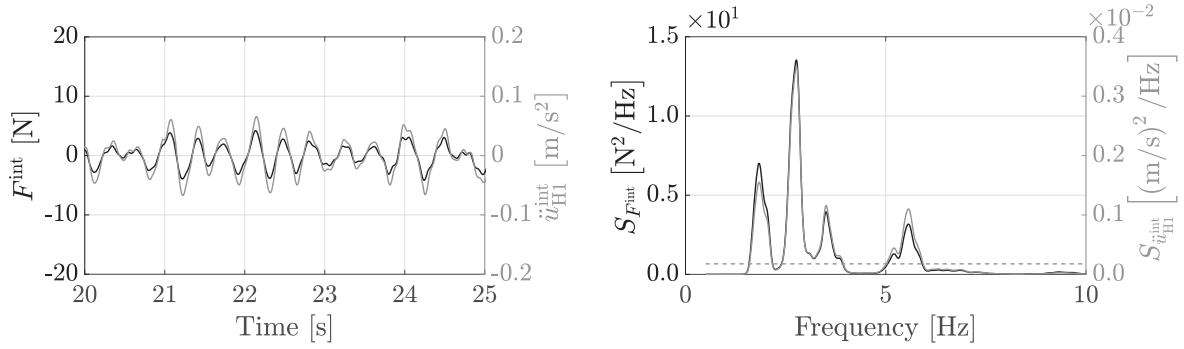 20
10
0
-10
-20
F^int [N]
0.2
0.1
0
-0.1
-0.2
ü^int_H1 [m/s²]
20 21 22 23 24 25
Time [s]
×10¹
×10⁻²
1.5
1.0
0.5
0.0
S_F^int [N²/Hz]
0.4
0.3
0.2
0.1
0.0
S_ü^int_H1 [(m/s)²/Hz]
0 5 10
Frequency [Hz]